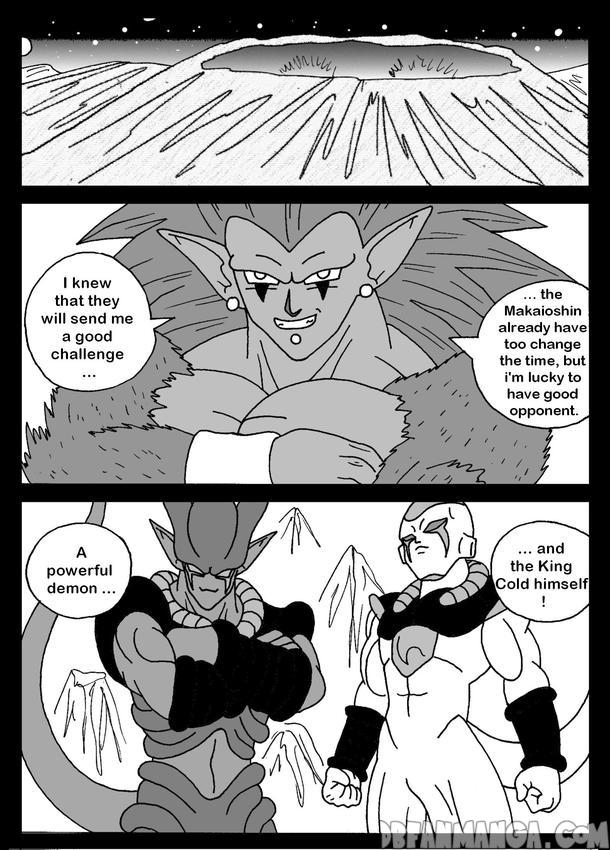 I knew
that they
will send me
a good
challenge
...
... the
Makaioshin
already have
too change
the time, but
i'm lucky to
have good
opponent.
A
powerful
demon ...
... and
the King
Cold himself
!
DBFANMANGA.COM